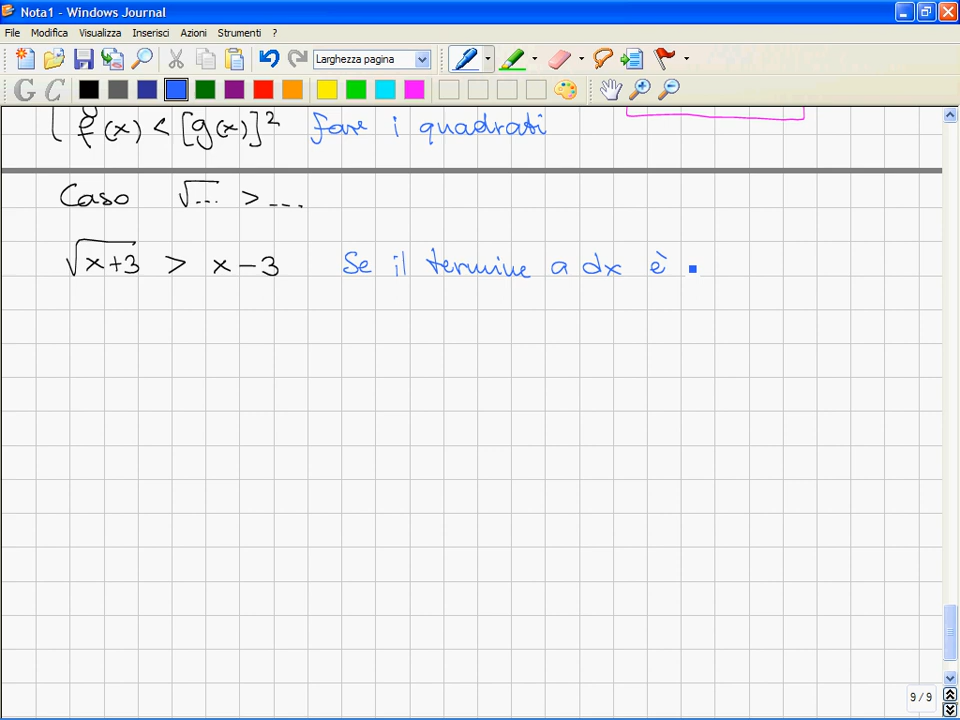 Nota1 - Windows Journal
File Modifica Visualizza Inserisci Azioni Strumenti ?
Larghezza pagina
G C
f(x) < [g(x)]² fare i quadrati
Caso √... > ...
√x+3 > x-3 Se il termine a dx è
9/9